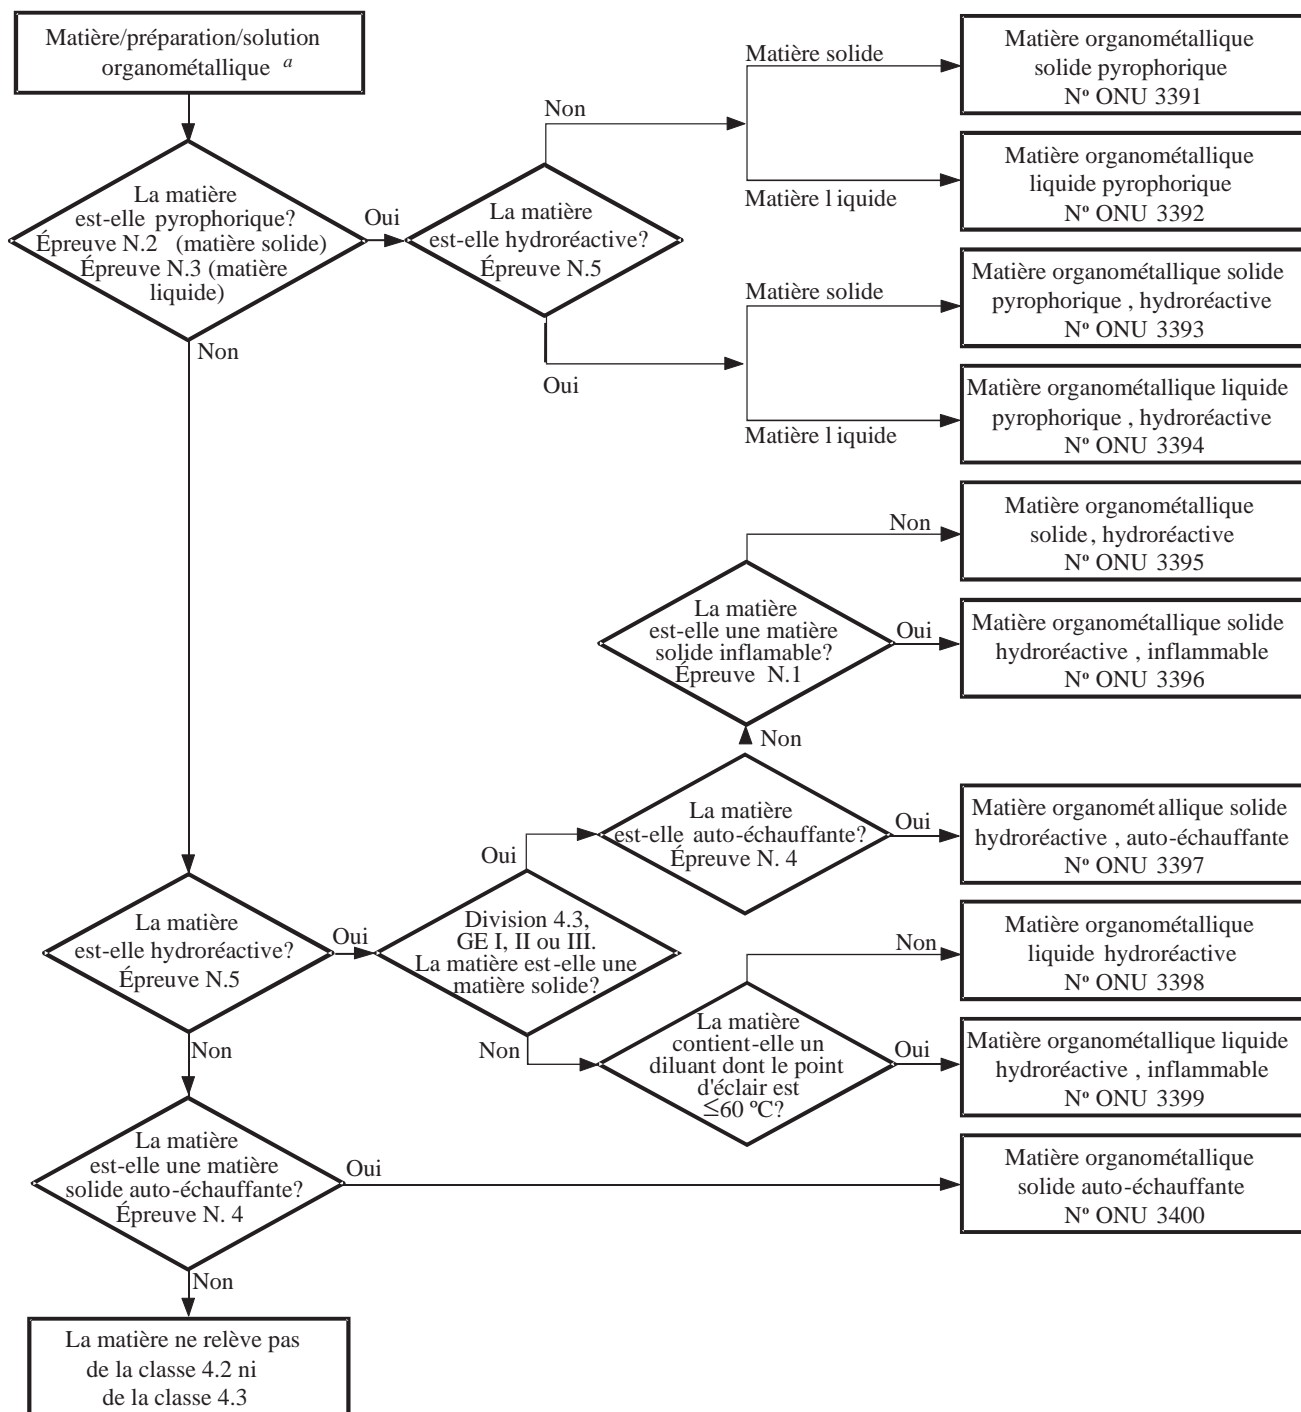 Matière/préparation/solution
organométallique a
La matière
est-elle pyrophorique?
Épreuve N.2 (matière solide)
Épreuve N.3 (matière
liquide)
Oui
Non
La matière
est-elle hydroréactive?
Épreuve N.5
Non
Oui
Matière solide
Matière l iquide
Matière organométallique
solide pyrophorique
Nº ONU 3391
Matière organométallique
liquide pyrophorique
Nº ONU 3392
Matière solide
Matière l iquide
Matière organométallique solide
pyrophorique , hydroréactive
Nº ONU 3393
Matière organométallique liquide
pyrophorique , hydroréactive
Nº ONU 3394
Non
Matière organométallique
solide, hydroréactive
Nº ONU 3395
La matière
est-elle une matière
solide inflamable?
Épreuve N.1
Oui
Matière organométallique solide
hydroréactive , inflammable
Nº ONU 3396
Non
La matière
est-elle auto-échauffante?
Épreuve N. 4
Oui
Matière organomét allique solide
hydroréactive , auto-échauffante
Nº ONU 3397
La matière
est-elle hydroréactive?
Épreuve N.5
Oui
Non
Division 4.3,
GE I, II ou III.
La matière est-elle une
matière solide?
Oui
Non
Non
Matière organométallique
liquide hydroréactive
Nº ONU 3398
La matière
contient-elle un
diluant dont le point
d'éclair est
≤60 ºC?
Oui
Matière organométallique liquide
hydroréactive , inflammable
Nº ONU 3399
La matière
est-elle une matière
solide auto-échauffante?
Épreuve N. 4
Oui
Matière organométallique
solide auto-échauffante
Nº ONU 3400
Non
La matière ne relève pas
de la classe 4.2 ni
de la classe 4.3